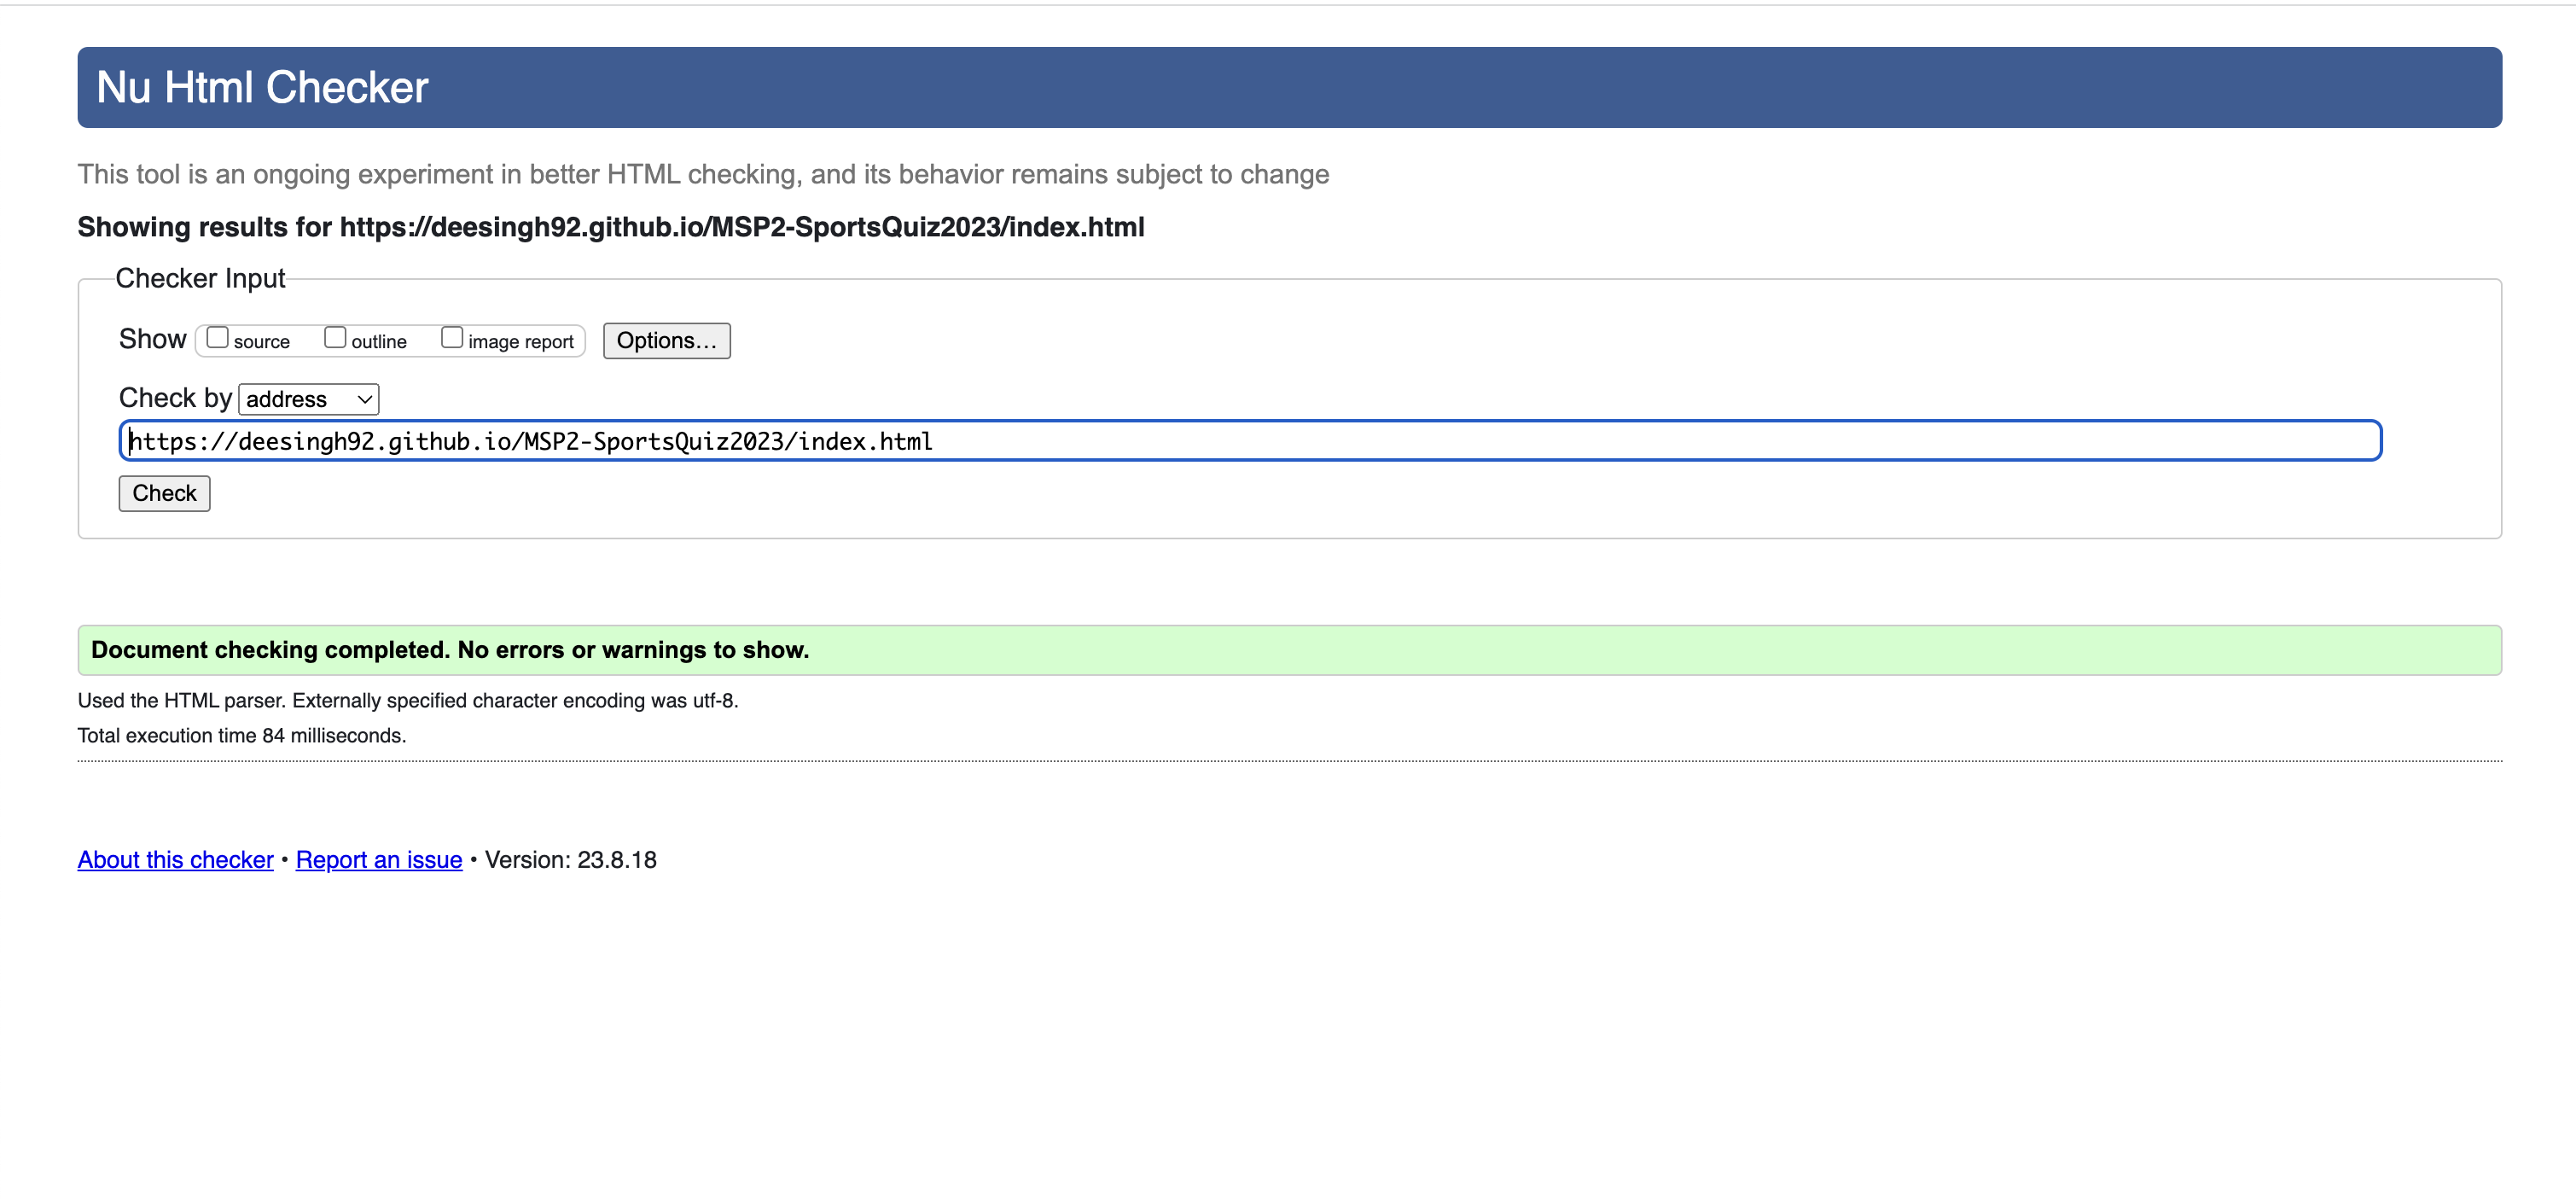 Nu Html Checker
This tool is an ongoing experiment in better HTML checking, and its behavior remains subject to change
Showing results for https://deesingh92.github.io/MSP2-SportsQuiz2023/index.html
Checker Input
Show source outline image report Options…
Check by address
https://deesingh92.github.io/MSP2-SportsQuiz2023/index.html
Check
Document checking completed. No errors or warnings to show.
Used the HTML parser. Externally specified character encoding was utf-8.
Total execution time 84 milliseconds.
About this checker • Report an issue • Version: 23.8.18